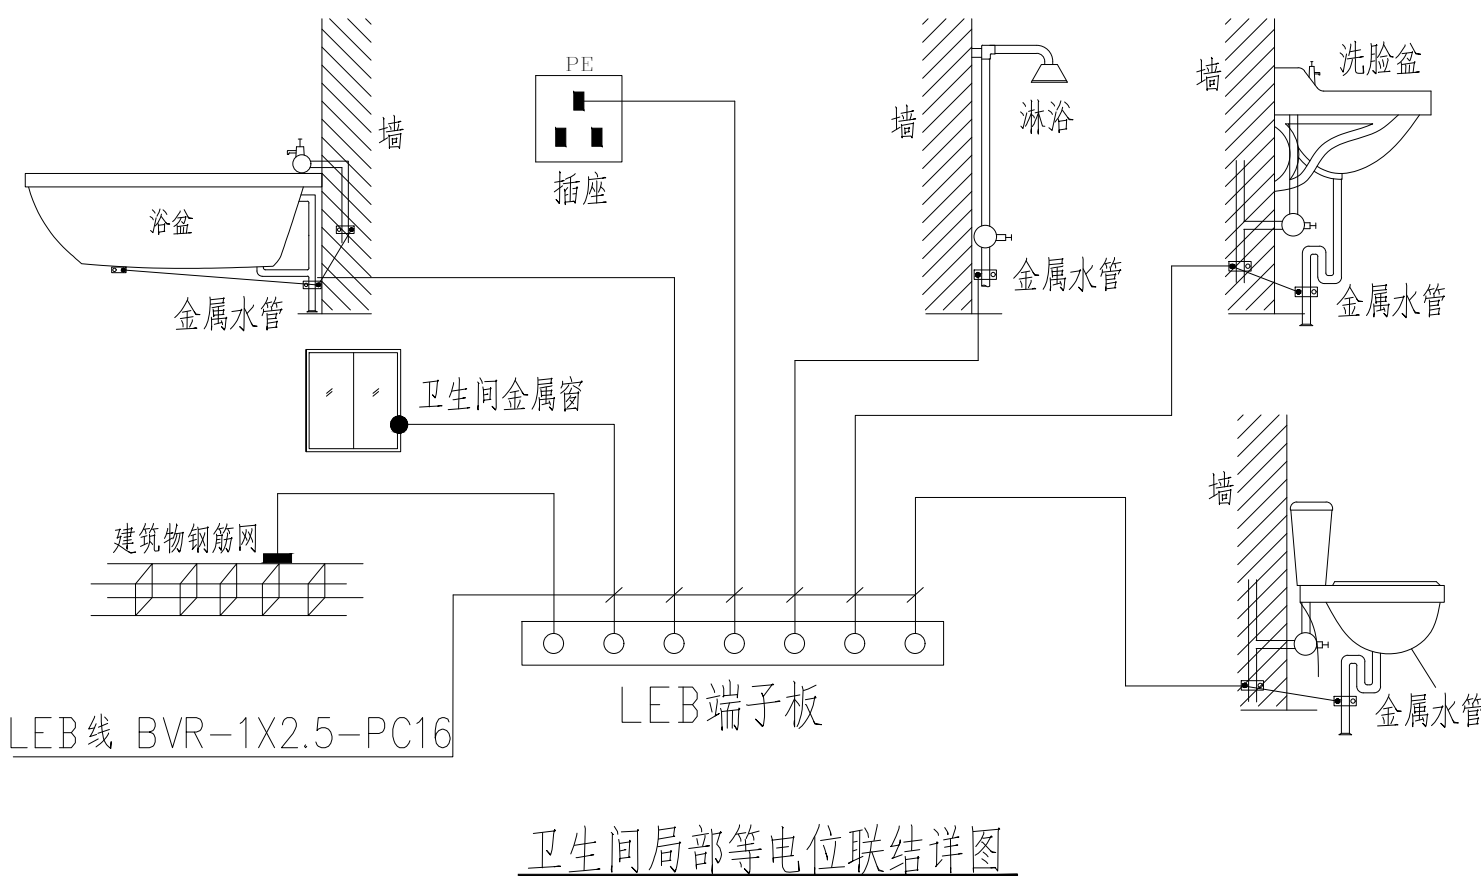 PE
墙
插座
浴盆
金属水管
墙
淋浴
金属水管
墙
洗脸盆
金属水管
卫生间金属窗
建筑物钢筋网
墙
金属水管
LEB端子板
LEB线 BVR-1X2.5-PC16
卫生间局部等电位联结详图